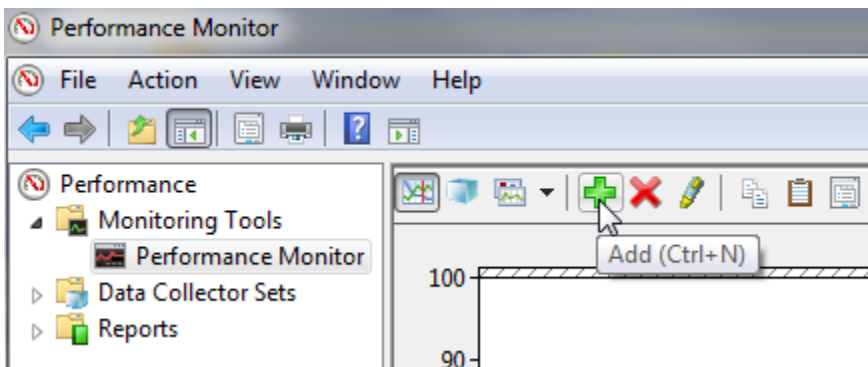 Performance Monitor
File Action View Window Help
Performance
Monitoring Tools
Performance Monitor
Data Collector Sets
Reports
Add (Ctrl+N)
100
90